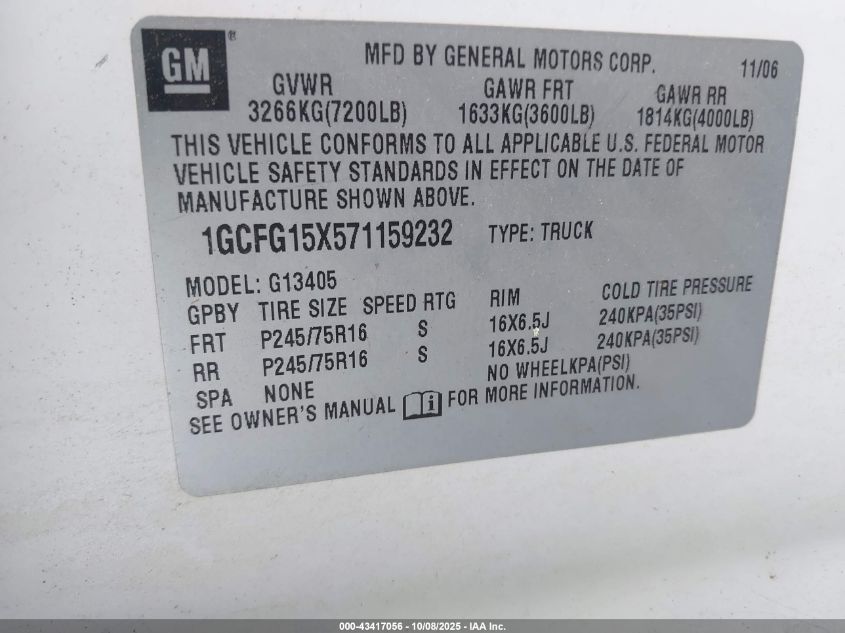 GM®
MFD BY GENERAL MOTORS CORP. 11/06
GVWR GAWR FRT GAWR RR
3266KG(7200LB) 1633KG(3600LB) 1814KG(4000LB)
THIS VEHICLE CONFORMS TO ALL APPLICABLE U.S. FEDERAL MOTOR
VEHICLE SAFETY STANDARDS IN EFFECT ON THE DATE OF
MANUFACTURE SHOWN ABOVE.
1GCFG15X571159232 TYPE: TRUCK
MODEL: G13405
GPBY TIRE SIZE SPEED RTG RIM COLD TIRE PRESSURE
FRT P245/75R16 S 16X6.5J 240KPA(35PSI)
RR P245/75R16 S 16X6.5J 240KPA(35PSI)
SPA NONE NO WHEELKPA(PSI)
SEE OWNER'S MANUAL i FOR MORE INFORMATION.
000-43417056 - 10/08/2025 - IAA Inc.